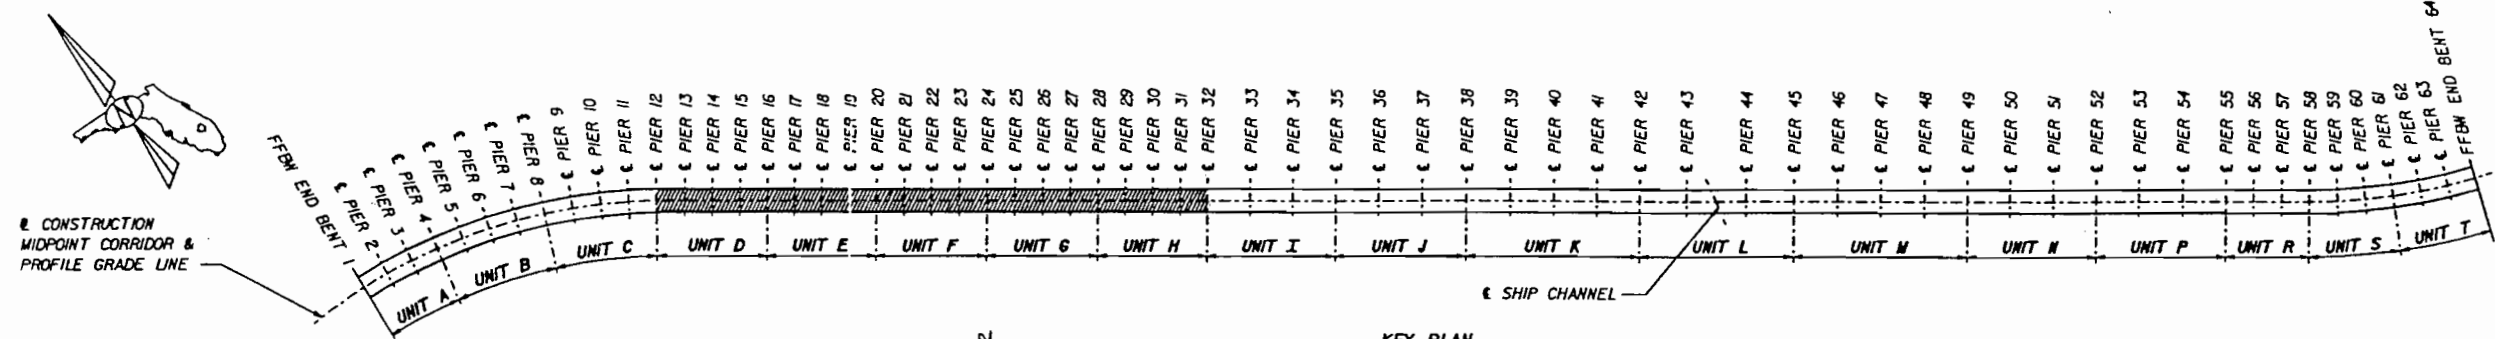 FFBW END BENT 1
℄ PIER 2
℄ PIER 3
℄ PIER 4
℄ PIER 5
℄ PIER 6
℄ PIER 7
℄ PIER 8
℄ PIER 9
℄ PIER 10
℄ PIER 11
℄ PIER 12
℄ PIER 13
℄ PIER 14
℄ PIER 15
℄ PIER 16
℄ PIER 17
℄ PIER 18
℄ PIER 19
℄ PIER 20
℄ PIER 21
℄ PIER 22
℄ PIER 23
℄ PIER 24
℄ PIER 25
℄ PIER 26
℄ PIER 27
℄ PIER 28
℄ PIER 29
℄ PIER 30
℄ PIER 31
℄ PIER 32
℄ PIER 33
℄ PIER 34
℄ PIER 35
℄ PIER 36
℄ PIER 37
℄ PIER 38
℄ PIER 39
℄ PIER 40
℄ PIER 41
℄ PIER 42
℄ PIER 43
℄ PIER 44
℄ PIER 45
℄ PIER 46
℄ PIER 47
℄ PIER 48
℄ PIER 49
℄ PIER 50
℄ PIER 51
℄ PIER 52
℄ PIER 53
℄ PIER 54
℄ PIER 55
℄ PIER 56
℄ PIER 57
℄ PIER 58
℄ PIER 59
℄ PIER 60
℄ PIER 61
℄ PIER 62
℄ PIER 63
FFBW END BENT 64
℄ CONSTRUCTION
MIDPOINT CORRIDOR &
PROFILE GRADE LINE
UNIT A
UNIT B
UNIT C
UNIT D
UNIT E
UNIT F
UNIT G
UNIT H
UNIT I
UNIT J
UNIT K
UNIT L
UNIT M
UNIT N
UNIT P
UNIT R
UNIT S
UNIT T
℄ SHIP CHANNEL
KEY PLAN